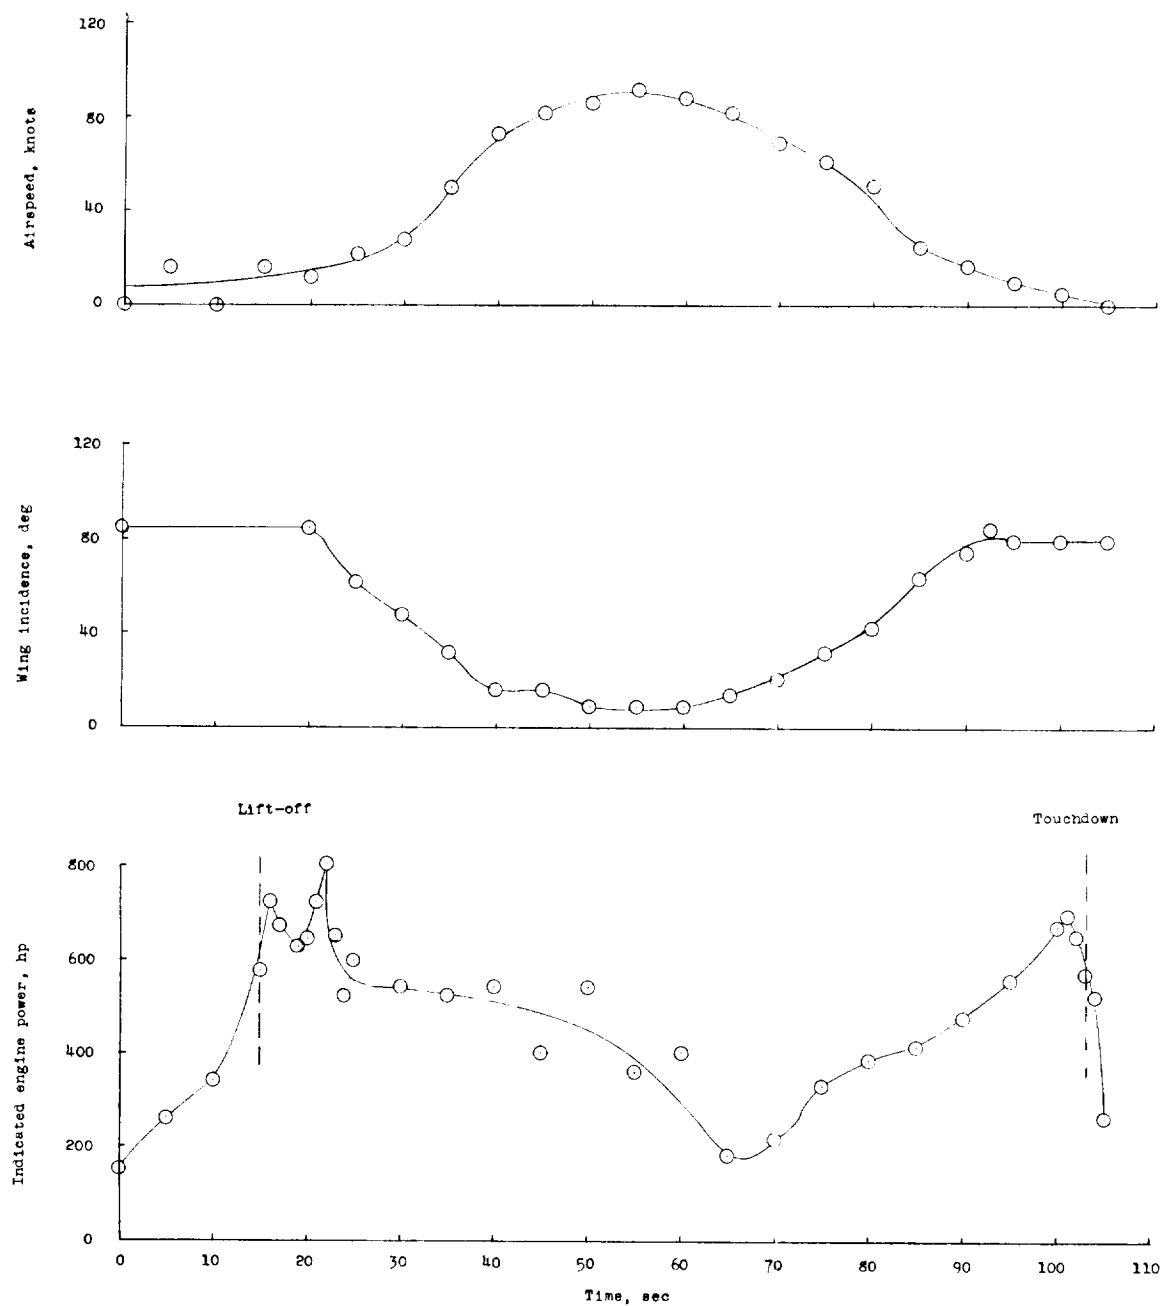 120
80
40
0
Airspeed, knots
120
80
40
0
Wing incidence, deg
Lift-off
Touchdown
800
600
400
200
0
Indicated engine power, hp
0 10 20 30 40 50 60 70 80 90 100 110
Time, sec